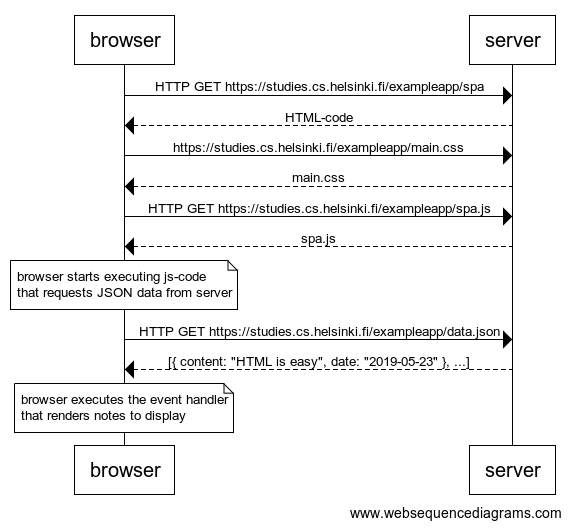 browser
server
HTTP GET https://studies.cs.helsinki.fi/exampleapp/spa
HTML-code
https://studies.cs.helsinki.fi/exampleapp/main.css
main.css
HTTP GET https://studies.cs.helsinki.fi/exampleapp/spa.js
spa.js
browser starts executing js-code
that requests JSON data from server
HTTP GET https://studies.cs.helsinki.fi/exampleapp/data.json
[{ content: "HTML is easy", date: "2019-05-23" }, ...]
browser executes the event handler
that renders notes to display
browser
server
www.websequencediagrams.com